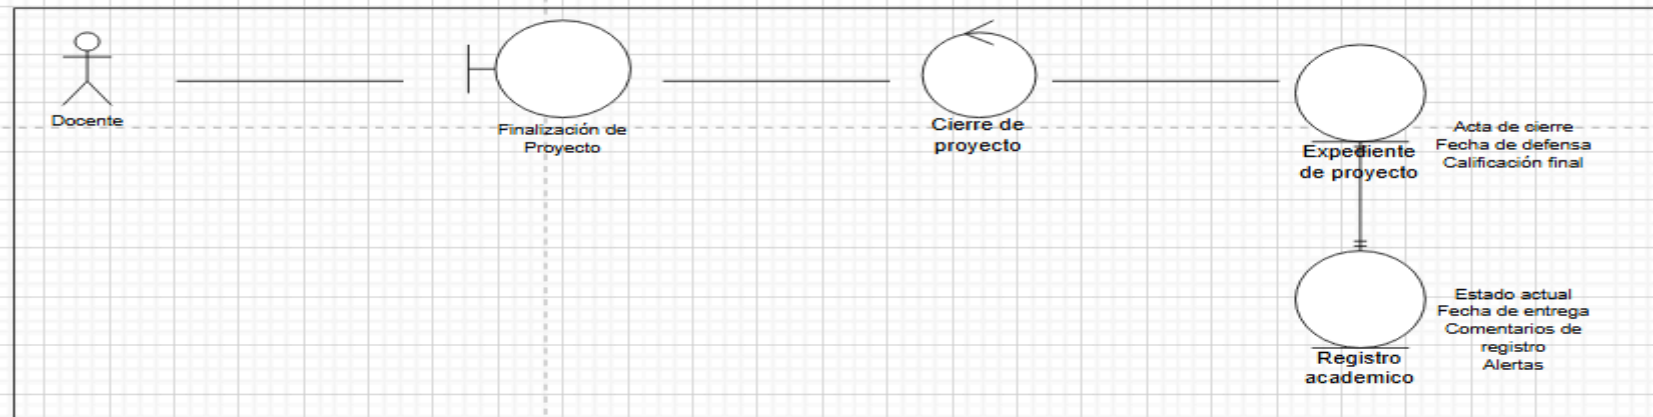 Docente
Finalización de
Proyecto
Cierre de
proyecto
Expediente
de proyecto
Acta de cierre
Fecha de defensa
Calificación final
Registro
academico
Estado actual
Fecha de entrega
Comentarios de
registro
Alertas